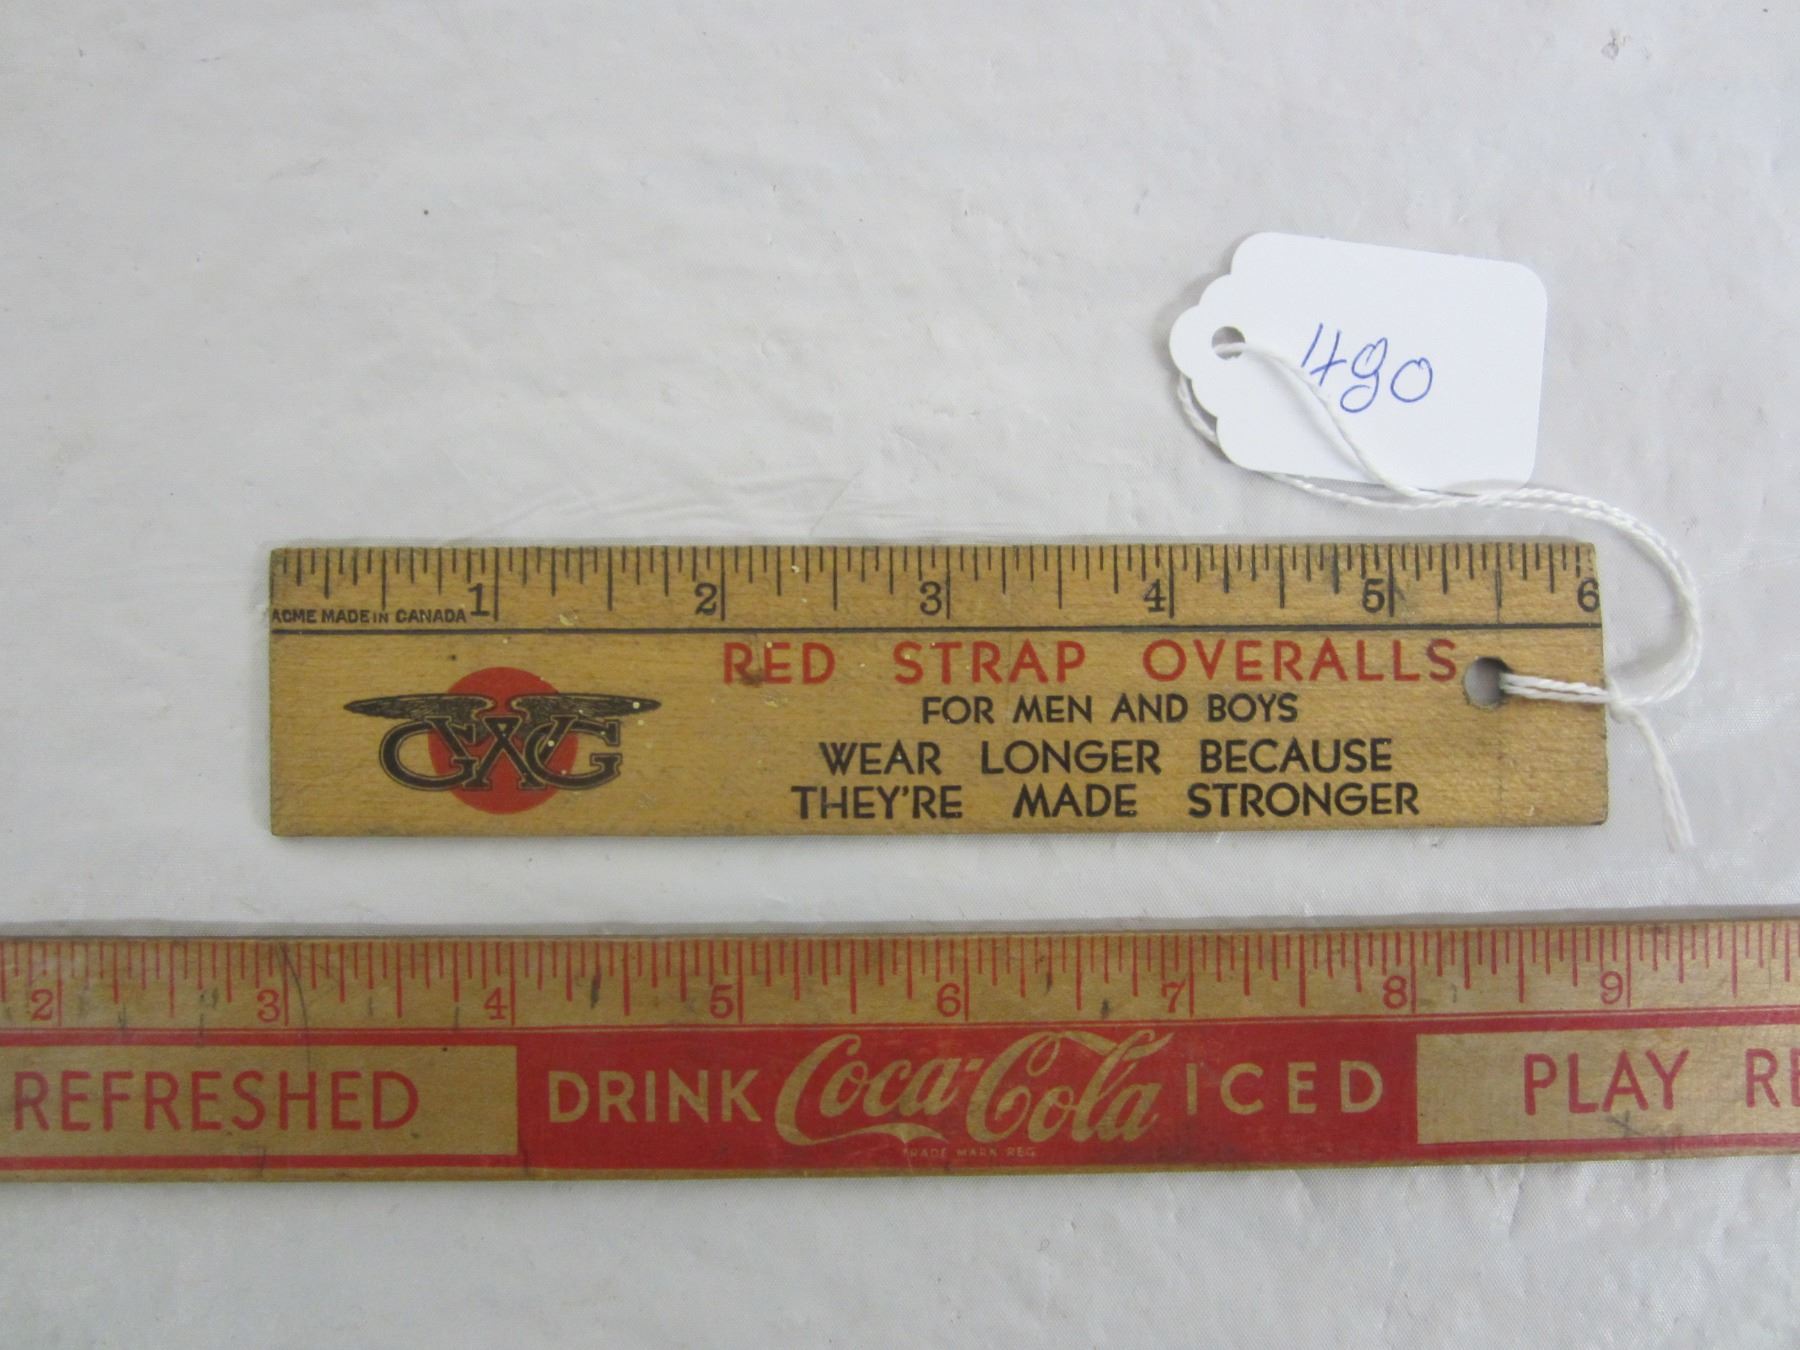 490
1 2 3 4 5 6
ACME MADE IN CANADA
GWG
RED STRAP OVERALLS
FOR MEN AND BOYS
WEAR LONGER BECAUSE
THEY'RE MADE STRONGER
2 3 4 5 6 7 8 9
REFRESHED DRINK Coca-Cola ICED PLAY RE
TRADE MARK REG